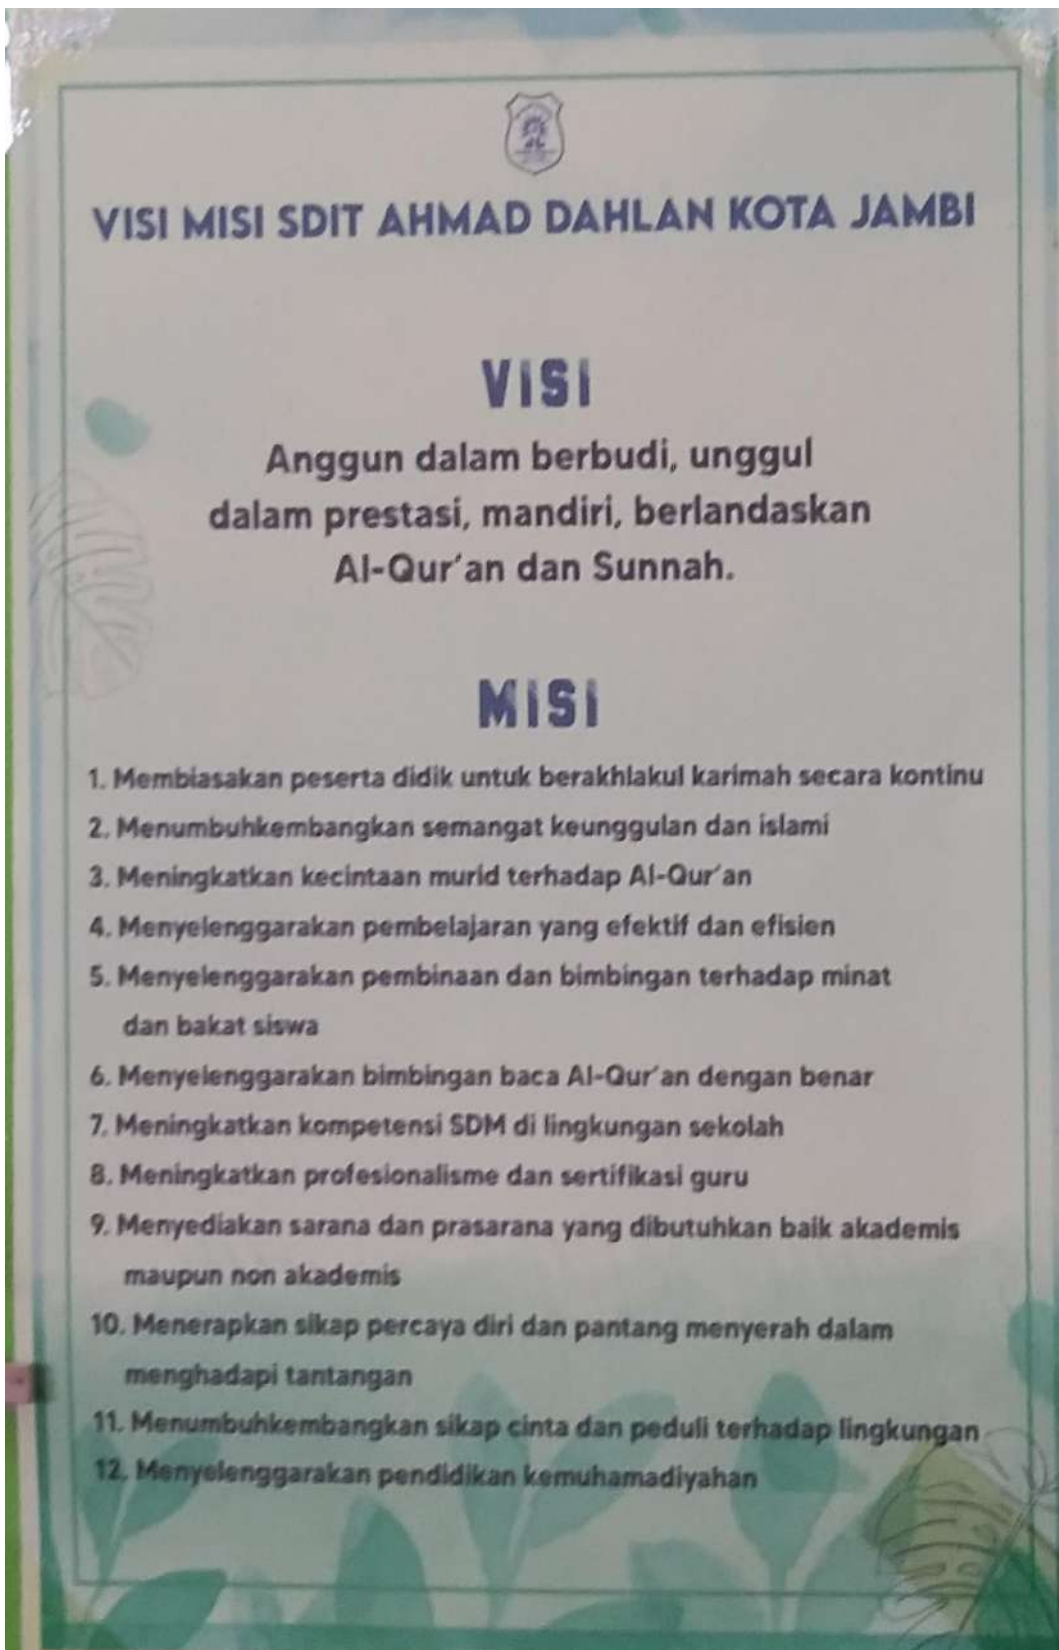 VISI MISI SDIT AHMAD DAHLAN KOTA JAMBI
VISI
Anggun dalam berbudi, unggul
dalam prestasi, mandiri, berlandaskan
Al-Qur'an dan Sunnah.
MISI
1. Membiasakan peserta didik untuk berakhlakul karimah secara kontinu
2. Menumbuhkembangkan semangat keunggulan dan islami
3. Meningkatkan kecintaan murid terhadap Al-Qur'an
4. Menyelenggarakan pembelajaran yang efektif dan efisien
5. Menyelenggarakan pembinaan dan bimbingan terhadap minat
dan bakat siswa
6. Menyelenggarakan bimbingan baca Al-Qur'an dengan benar
7. Meningkatkan kompetensi SDM di lingkungan sekolah
8. Meningkatkan profesionalisme dan sertifikasi guru
9. Menyediakan sarana dan prasarana yang dibutuhkan baik akademis
maupun non akademis
10. Menerapkan sikap percaya diri dan pantang menyerah dalam
menghadapi tantangan
11. Menumbuhkembangkan sikap cinta dan peduli terhadap lingkungan
12. Menyelenggarakan pendidikan kemuhamadiyahan